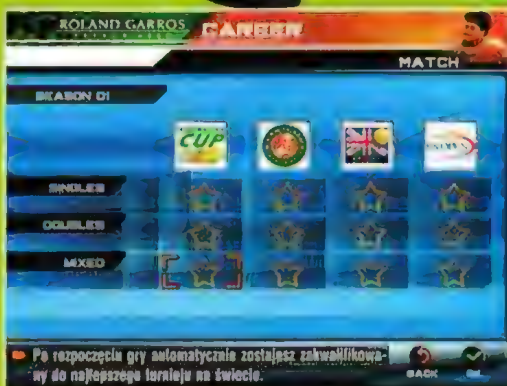 ROLAND GARROS
CAREER
MATCH
SEASON 01
CUP
SINGLES
DOUBLES
MIXED
Po rozpoczęciu gry automatycznie zostajesz zakwalifikowa-
ny do najlepszego turnieju na świecie.
BACK